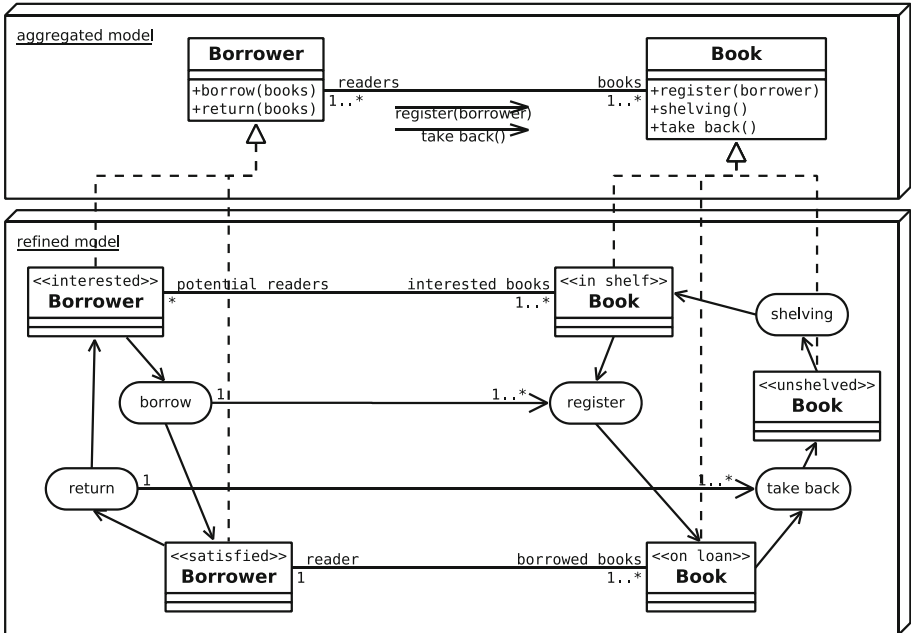 aggregated model
Borrower
+borrow(books)
+return(books)
readers
1..*
books
1..*
register(borrower)
take back()
Book
+register(borrower)
+shelving()
+take back()
refined model
<<interested>>
Borrower
potential readers
*
interested books
1..*
<<in shelf>>
Book
shelving
borrow
1
1..*
register
<<unshelved>>
Book
return
1
1..*
take back
<<satisfied>>
Borrower
reader
1
borrowed books
1..*
<<on loan>>
Book